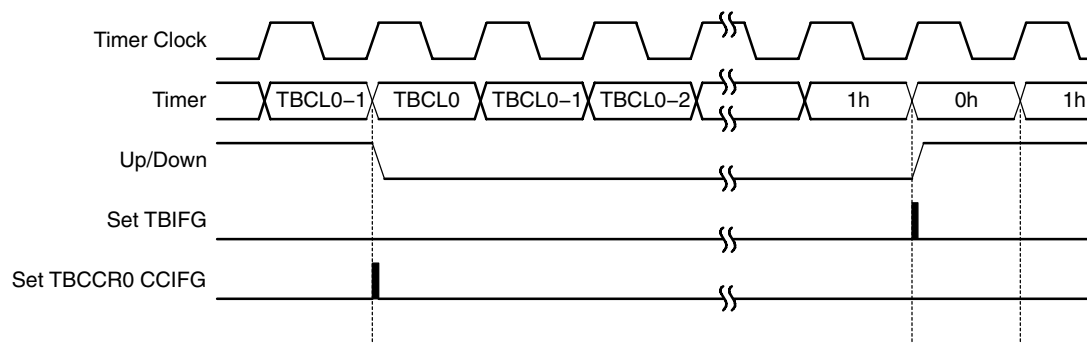 Timer Clock
Timer TBCL0−1 TBCL0 TBCL0−1 TBCL0−2 1h 0h 1h
Up/Down
Set TBIFG
Set TBCCR0 CCIFG